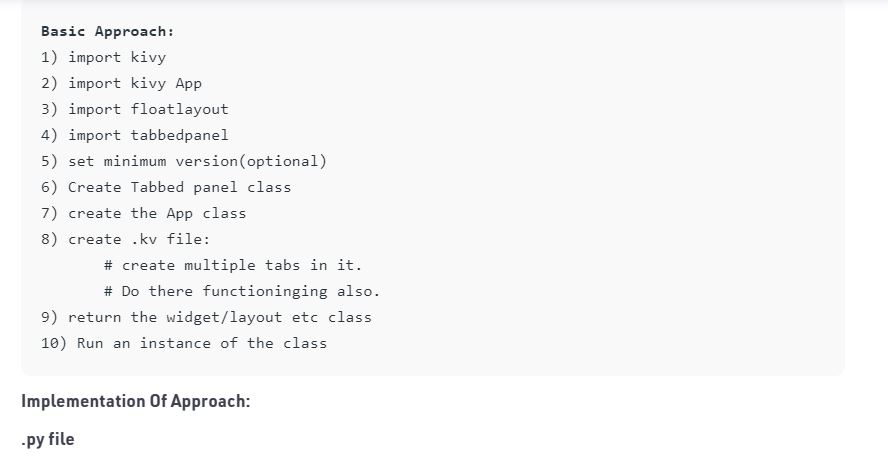 Basic Approach:
1) import kivy
2) import kivy App
3) import floatlayout
4) import tabbedpanel
5) set minimum version(optional)
6) Create Tabbed panel class
7) create the App class
8) create .kv file:
# create multiple tabs in it.
# Do there functioninging also.
9) return the widget/layout etc class
10) Run an instance of the class
Implementation Of Approach:
.py file